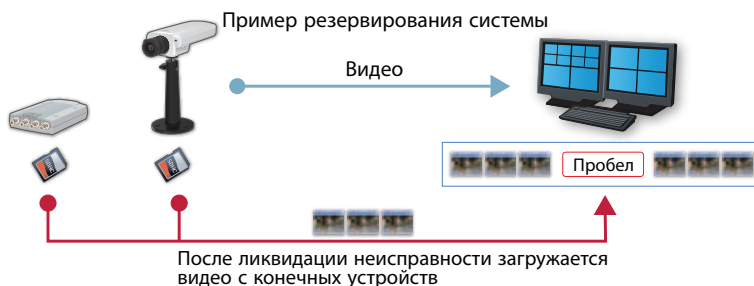 Пример резервирования системы
Видео
Пробел
После ликвидации неисправности загружается
видео с конечных устройств